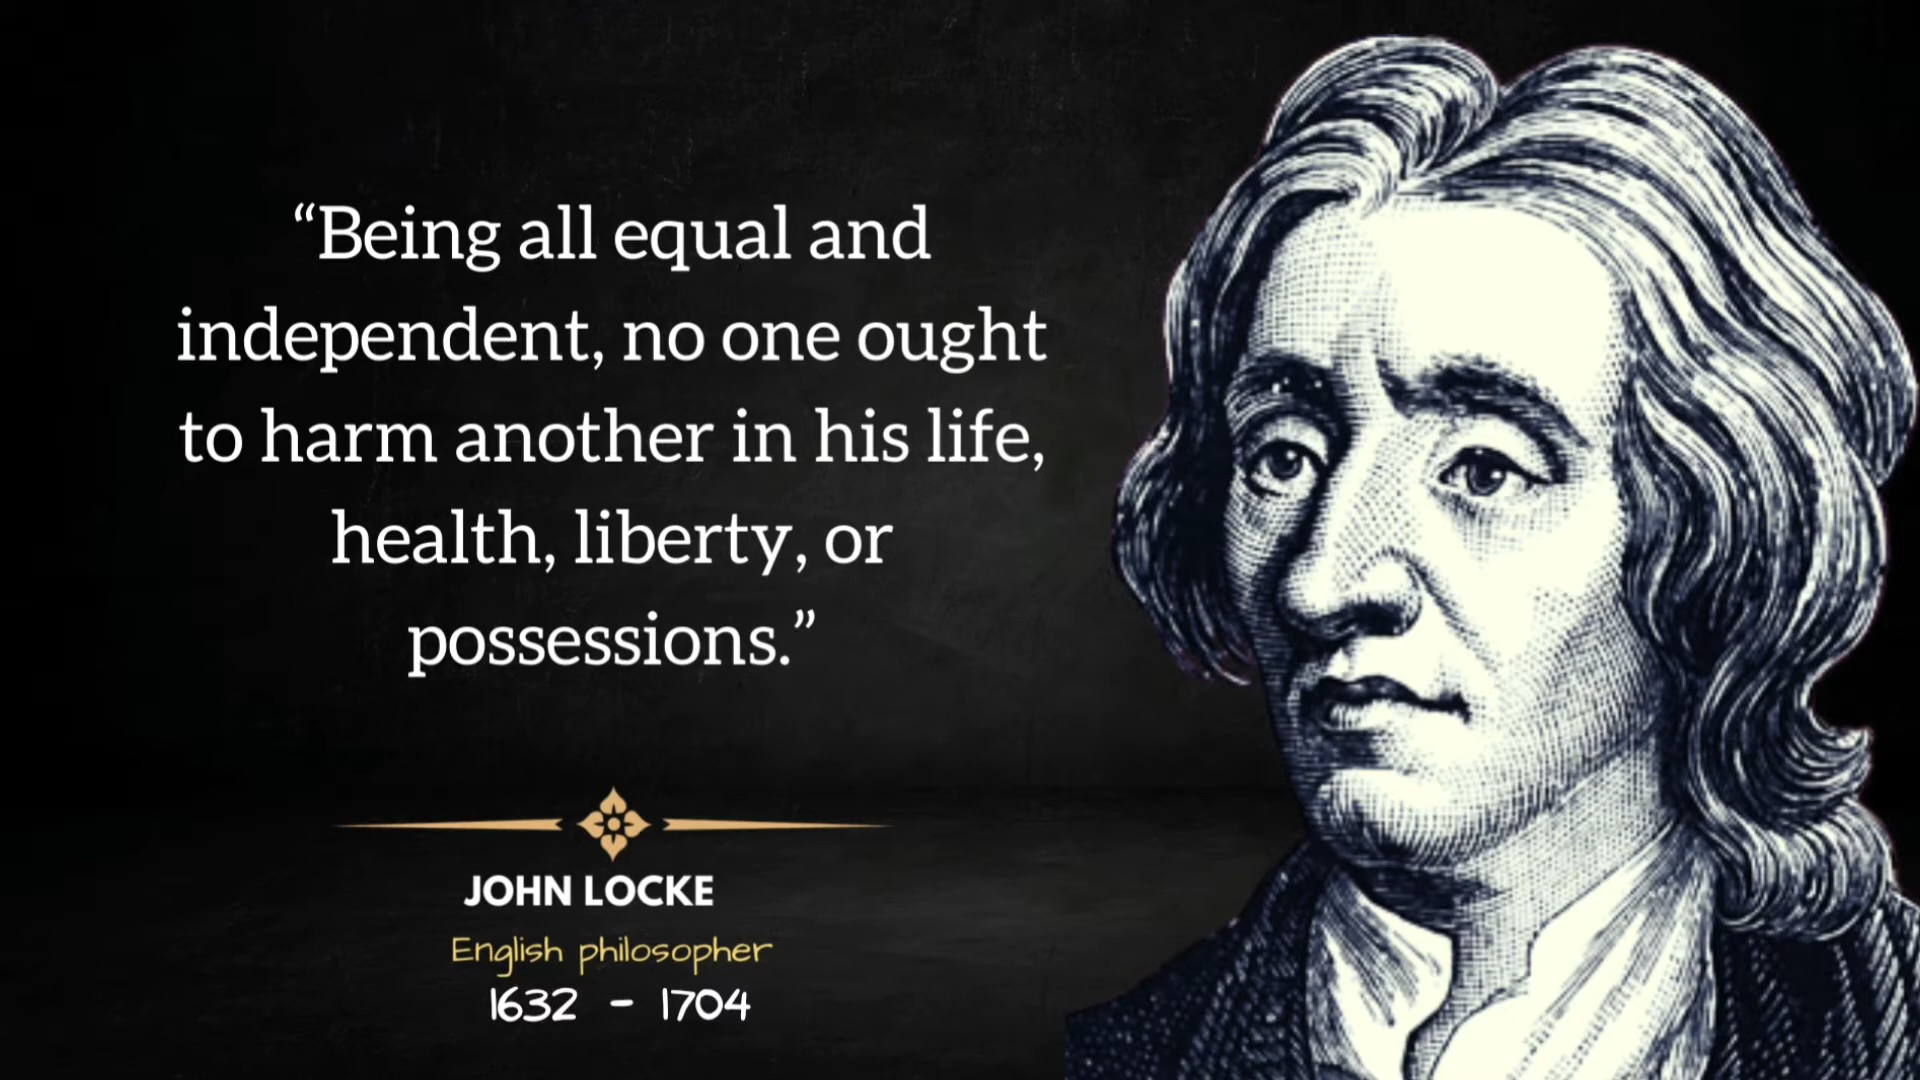 “Being all equal and
independent, no one ought
to harm another in his life,
health, liberty, or
possessions.”
JOHN LOCKE
English philosopher
1632 - 1704